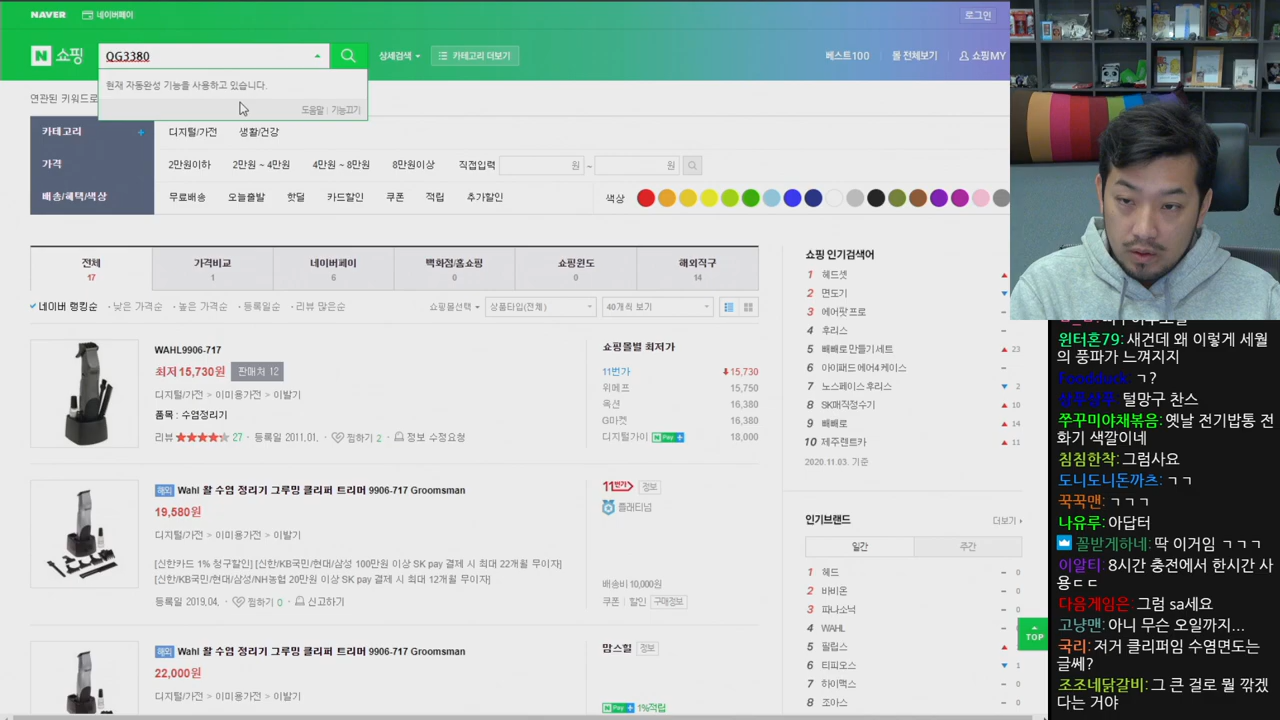 NAVER 네이버페이
로그인
N 쇼핑 QG3380 상세검색 카테고리 더보기 베스트100 몰 전체보기 쇼핑MY
현재 자동완성 기능을 사용하고 있습니다.
연관된 키워드로
도움말 | 기능끄기
카테고리 + 디지털/가전 생활/건강
가격 2만원이하 2만원 ~ 4만원 4만원 ~ 8만원 8만원이상 직접입력 원 ~ 원
배송/혜택/색상 무료배송 오늘출발 핫딜 카드할인 쿠폰 적립 추가할인 색상
전체 가격비교 네이버페이 백화점/홈쇼핑 쇼핑윈도 해외직구
17 1 6 0 0 14
네이버 랭킹순 낮은 가격순 높은 가격순 등록일순 리뷰 많은순 쇼핑몰선택 상품타입(전체) 40개씩 보기
WAHL9906-717
최저15,730원 판매처 12
디지털/가전 > 이미용가전 > 이발기
품목 : 수염정리기
리뷰 27 · 등록일 2011.01. · 찜하기 2 · 정보 수정요청
쇼핑몰별 최저가
11번가 15,730
위메프 15,750
옥션 16,380
G마켓 16,380
디지털가이 N Pay + 18,000
해외 Wahl 왈 수염 정리기 그루밍 클리퍼 트리머 9906-717 Groomsman
19,580원
디지털/가전 > 이미용가전 > 이발기
[신한카드 1% 청구할인] [신한/KB국민/현대/삼성 100만원 이상 SK pay 결제 시 최대 22개월 무이자]
[신한/KB국민/현대/삼성/NH농협 20만원 이상 SK pay 결제 시 최대 12개월 무이자]
등록일 2019.04. · 찜하기 0 · 신고하기
11번가 정보
플래티넘
배송비 10,000원
쿠폰 | 할인 구매정보
해외 Wahl 왈 수염 정리기 그루밍 클리퍼 트리머 9906-717 Groomsman
22,000원
디지털/가전 > 이미용가전 > 이발기
맘스힐 정보
N Pay + 1%적립
쇼핑 인기검색어
1 헤드셋
2 면도기
3 에어팟 프로
4 후리스
5 빼빼로만들기세트 23
6 아이패드 에어4 케이스
7 노스페이스 후리스 2
8 SK매직정수기 10
9 빼빼로 14
10 제주렌트카 11
2020.11.03. 기준
인기브랜드 더보기
일간 주간
1 헤드 0
2 바비온 0
3 파나소닉 0
4 WAHL 0
5 필립스 1
6 티피오스 1
7 하이맥스 0
8 조아스 0
TOP
윈터혼79: 새건데 왜 이렇게 세월
의 풍파가 느껴지지
Foodduck: ㄱ?
샴푸샴푸: 털망구 찬스
쭈꾸미야채볶음: 옛날 전기밥통 전
화기 색깔이네
침침한착: 그럼사요
도니도니돈까츠: ㄱㄱ
꾹꾹맨: ㄱㄱㄱ
나유루: 아답터
꼴받게하네: 딱 이거임 ㄱㄱㄱ
이알티: 8시간 충전에서 한시간 사
용ㄷㄷ
다음게임은: 그럼 sa세요
고냥맨: 아니 무슨 오일까지...
국리: 저거 클리퍼임 수염면도는
글쎄?
조조네닭갈비: 그 큰 걸로 뭘 깎겠
다는 거야